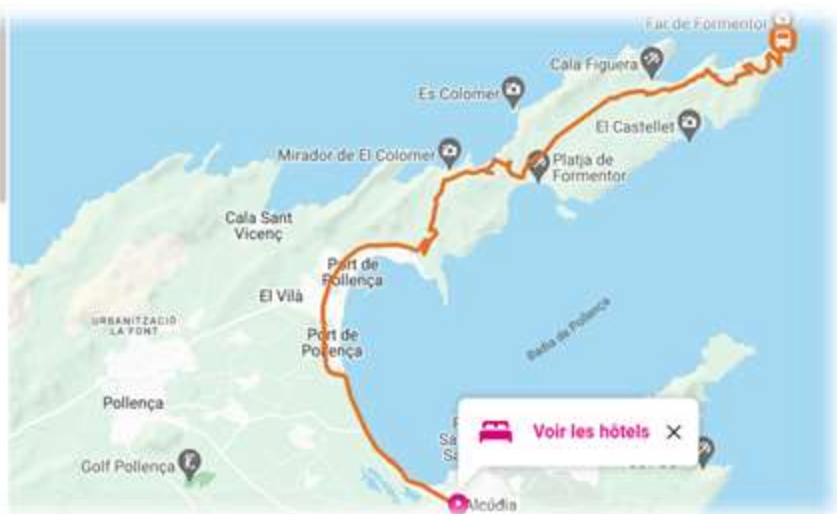 Far de Formentor
Cala Figuera
Es Colomer
El Castellet
Mirador de El Colomer
Platja de
Formentor
Cala Sant
Vicenç
Port de
Pollença
El Vilà
URBANITZACIÓ
LA FONT
Badia de Pollença
Port de
Pollença
Pollença
Voir les hôtels
Golf Pollença
Alcúdia